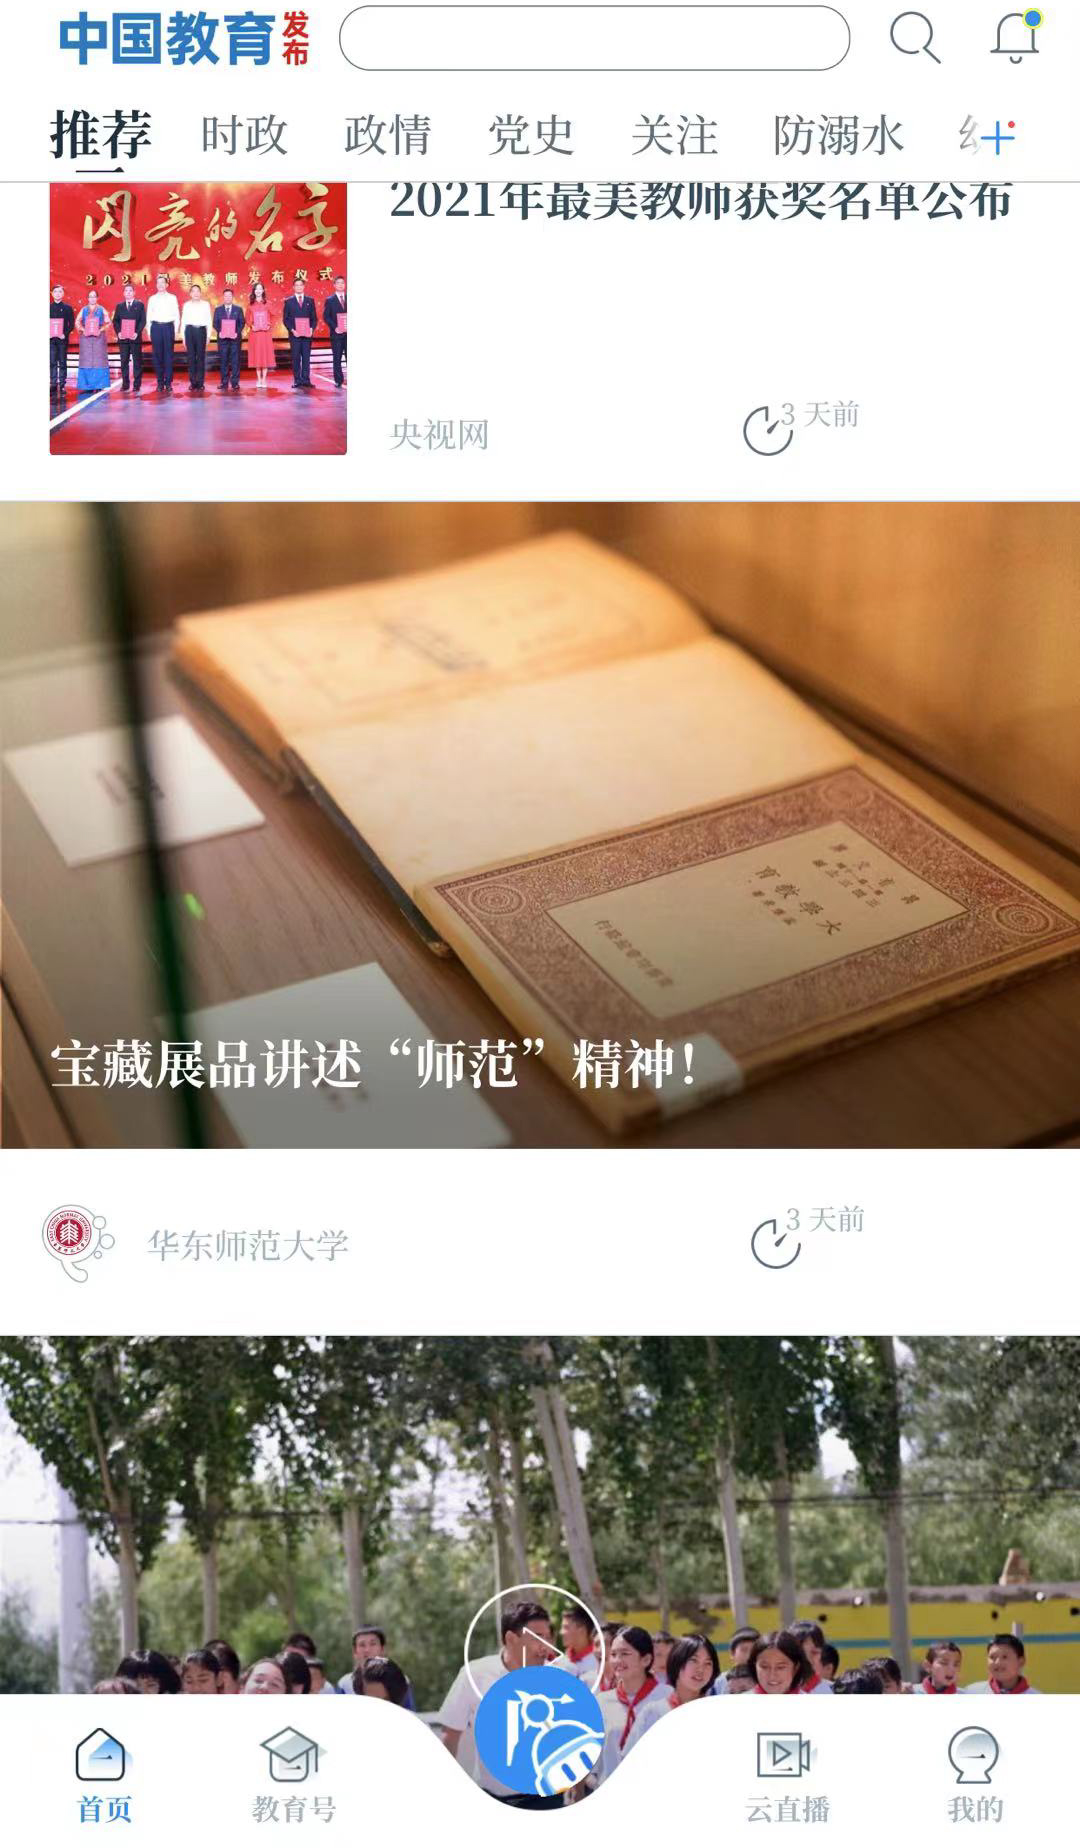 中国教育发布
推荐 时政 政情 党史 关注 防溺水
闪亮的名字
2021最美教师发布仪式
2021年最美教师获奖名单公布
央视网
3 天前
大學教育
宝藏展品讲述“师范”精神！
华东师范大学
3 天前
首页 教育号 云直播 我的